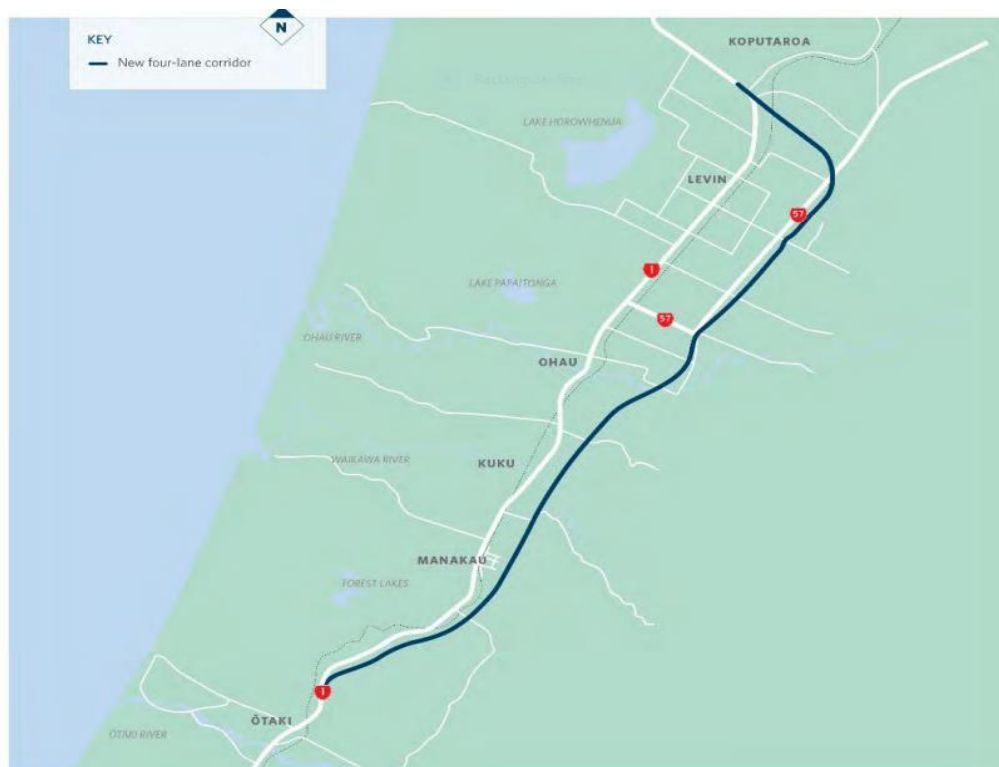 N
KEY
New four-lane corridor
KOPUTAROA
LAKE HOROWHENUA
LEVIN
57
1
LAKE PAPAITONGA
57
OHAU RIVER
OHAU
WAILAWA RIVER
KUKU
MANAKAU
FOREST LAKES
1
ŌTAKI
ŌTAKI RIVER